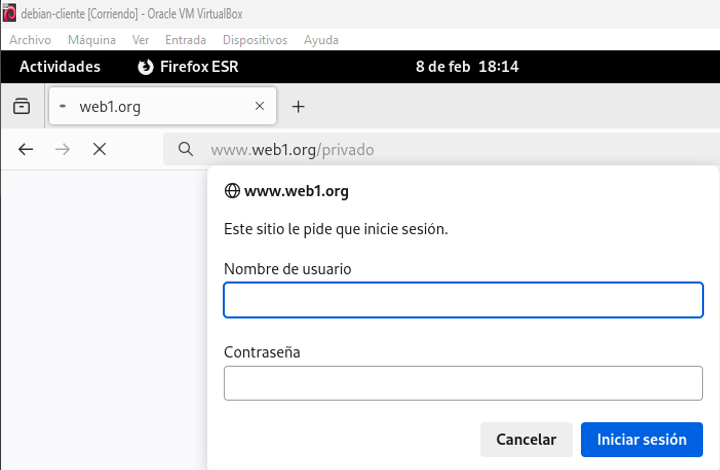 debian-cliente [Corriendo] - Oracle VM VirtualBox
Archivo Máquina Ver Entrada Dispositivos Ayuda
Actividades Firefox ESR 8 de feb 18:14
web1.org
www.web1.org/privado
www.web1.org
Este sitio le pide que inicie sesión.
Nombre de usuario
Contraseña
Cancelar Iniciar sesión